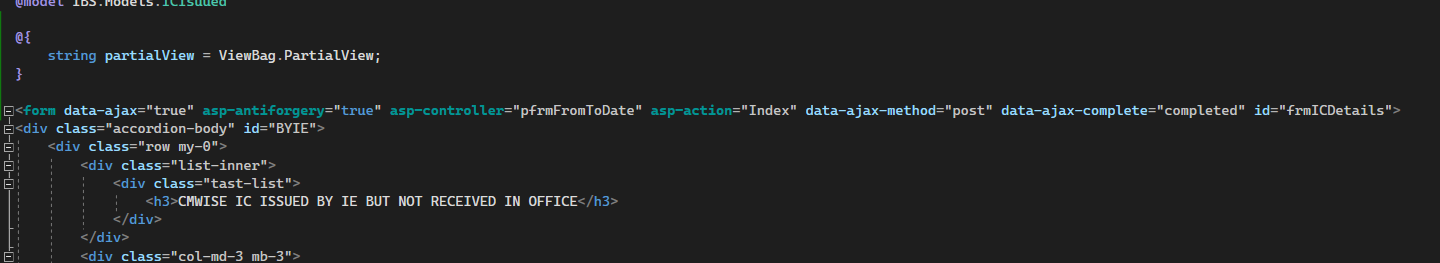 @model IBS.Models.ICIsuued
@{
string partialView = ViewBag.PartialView;
}
<form data-ajax="true" asp-antiforgery="true" asp-controller="pfrmFromToDate" asp-action="Index" data-ajax-method="post" data-ajax-complete="completed" id="frmICDetails">
<div class="accordion-body" id="BYIE">
<div class="row my-0">
<div class="list-inner">
<div class="tast-list">
<h3>CMWISE IC ISSUED BY IE BUT NOT RECEIVED IN OFFICE</h3>
</div>
</div>
<div class="col-md-3 mb-3">